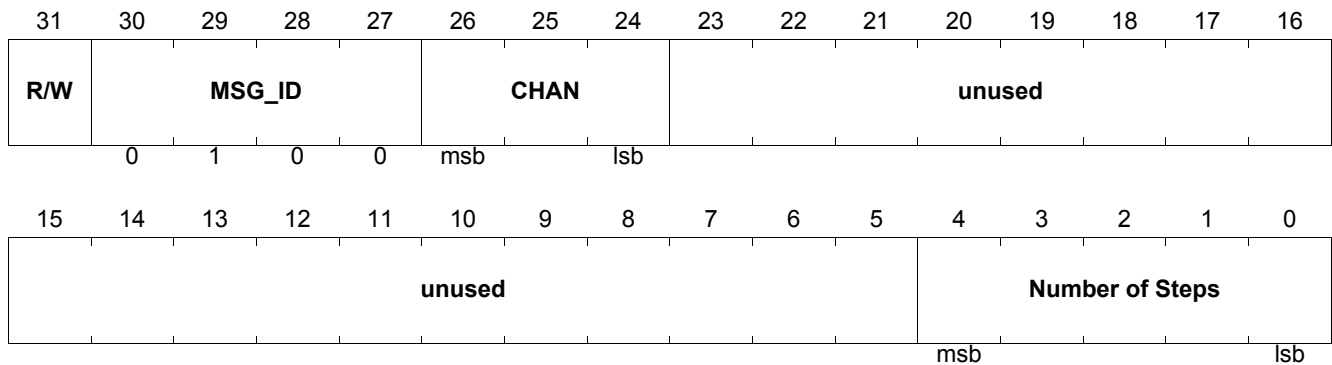 31 30 29 28 27 26 25 24 23 22 21 20 19 18 17 16
R/W MSG_ID CHAN unused
0 1 0 0 msb lsb
15 14 13 12 11 10 9 8 7 6 5 4 3 2 1 0
unused Number of Steps
msb lsb